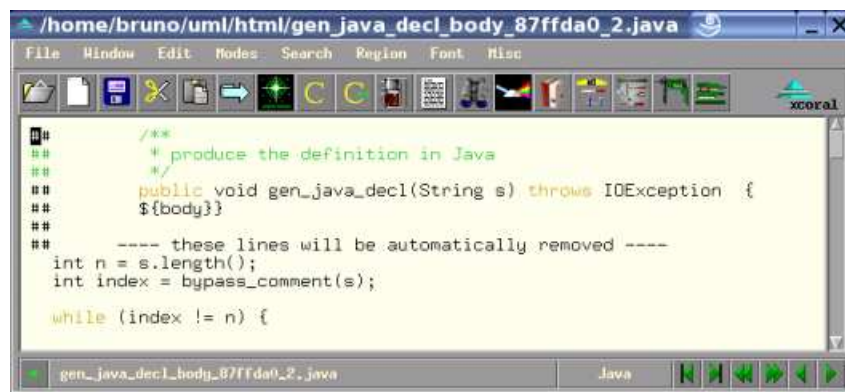 /home/bruno/uml/html/gen_java_decl_body_87ffda0_2.java
File Window Edit Modes Search Region Font Misc
C C xcoral
## /**
## * produce the definition in Java
## */
## public void gen_java_decl(String s) throws IOException {
## ${body}}
##
## ---- these lines will be automatically removed ----
int n = s.length();
int index = bypass_comment(s);
while (index != n) {
gen_java_decl_body_87ffda0_2.java Java